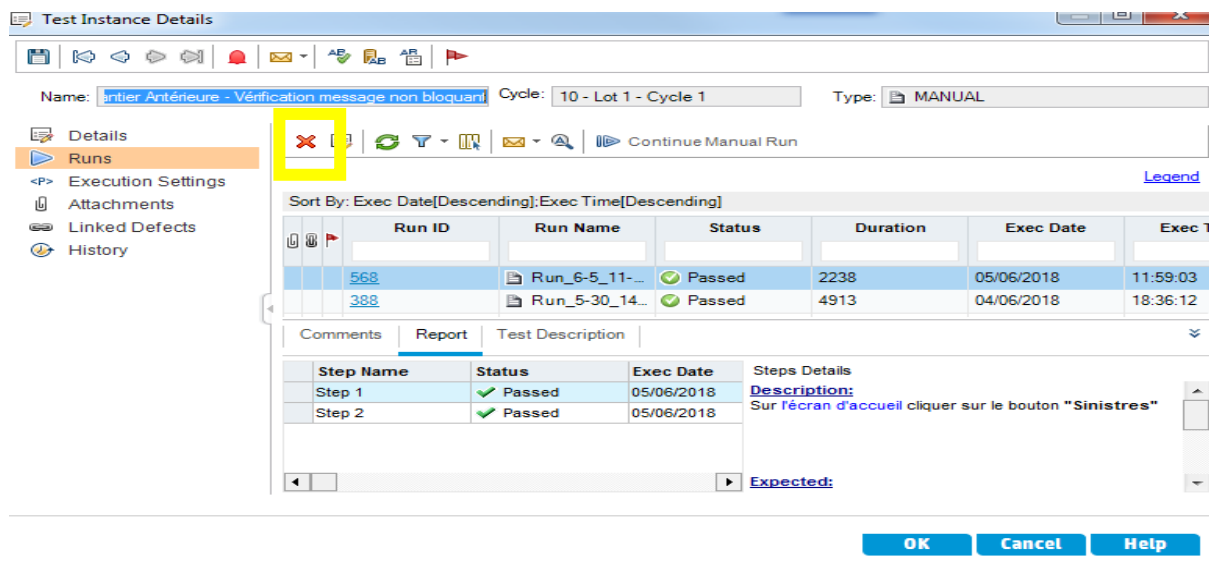 Test Instance Details
Name: antier Antérieure - Vérification message non bloquant Cycle: 10 - Lot 1 - Cycle 1 Type: MANUAL
Details
Runs
<P> Execution Settings
Attachments
Linked Defects
History
Continue Manual Run
Legend
Sort By: Exec Date[Descending];Exec Time[Descending]
Run ID Run Name Status Duration Exec Date Exec T
568 Run_6-5_11-... Passed 2238 05/06/2018 11:59:03
388 Run_5-30_14... Passed 4913 04/06/2018 18:36:12
Comments Report Test Description
Step Name Status Exec Date
Step 1 Passed 05/06/2018
Step 2 Passed 05/06/2018
Steps Details
Description:
Sur l'écran d'accueil cliquer sur le bouton "Sinistres"
Expected:
OK Cancel Help